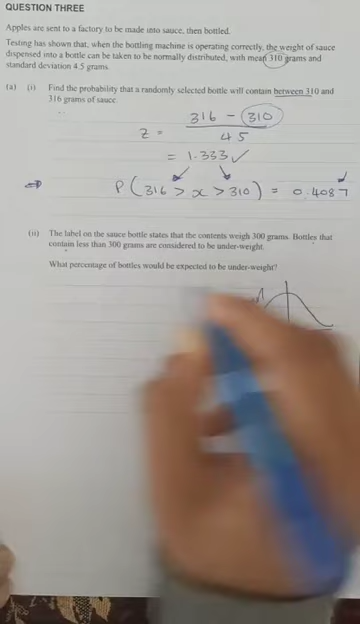 QUESTION THREE
Apples are sent to a factory to be made into sauce, then bottled.
Testing has shown that, when the bottling machine is operating correctly, the weight of sauce
dispensed into a bottle can be taken to be normally distributed, with mean 310 grams and
standard deviation 4.5 grams.
(a) (i) Find the probability that a randomly selected bottle will contain between 310 and
316 grams of sauce.
316 - 310
Z = 4.5
= 1.333 ✓
P(316 > x > 310) = 0.4087
(ii) The label on the sauce bottle states that the contents weigh 300 grams. Bottles that
contain less than 300 grams are considered to be under-weight.
What percentage of bottles would be expected to be under-weight?